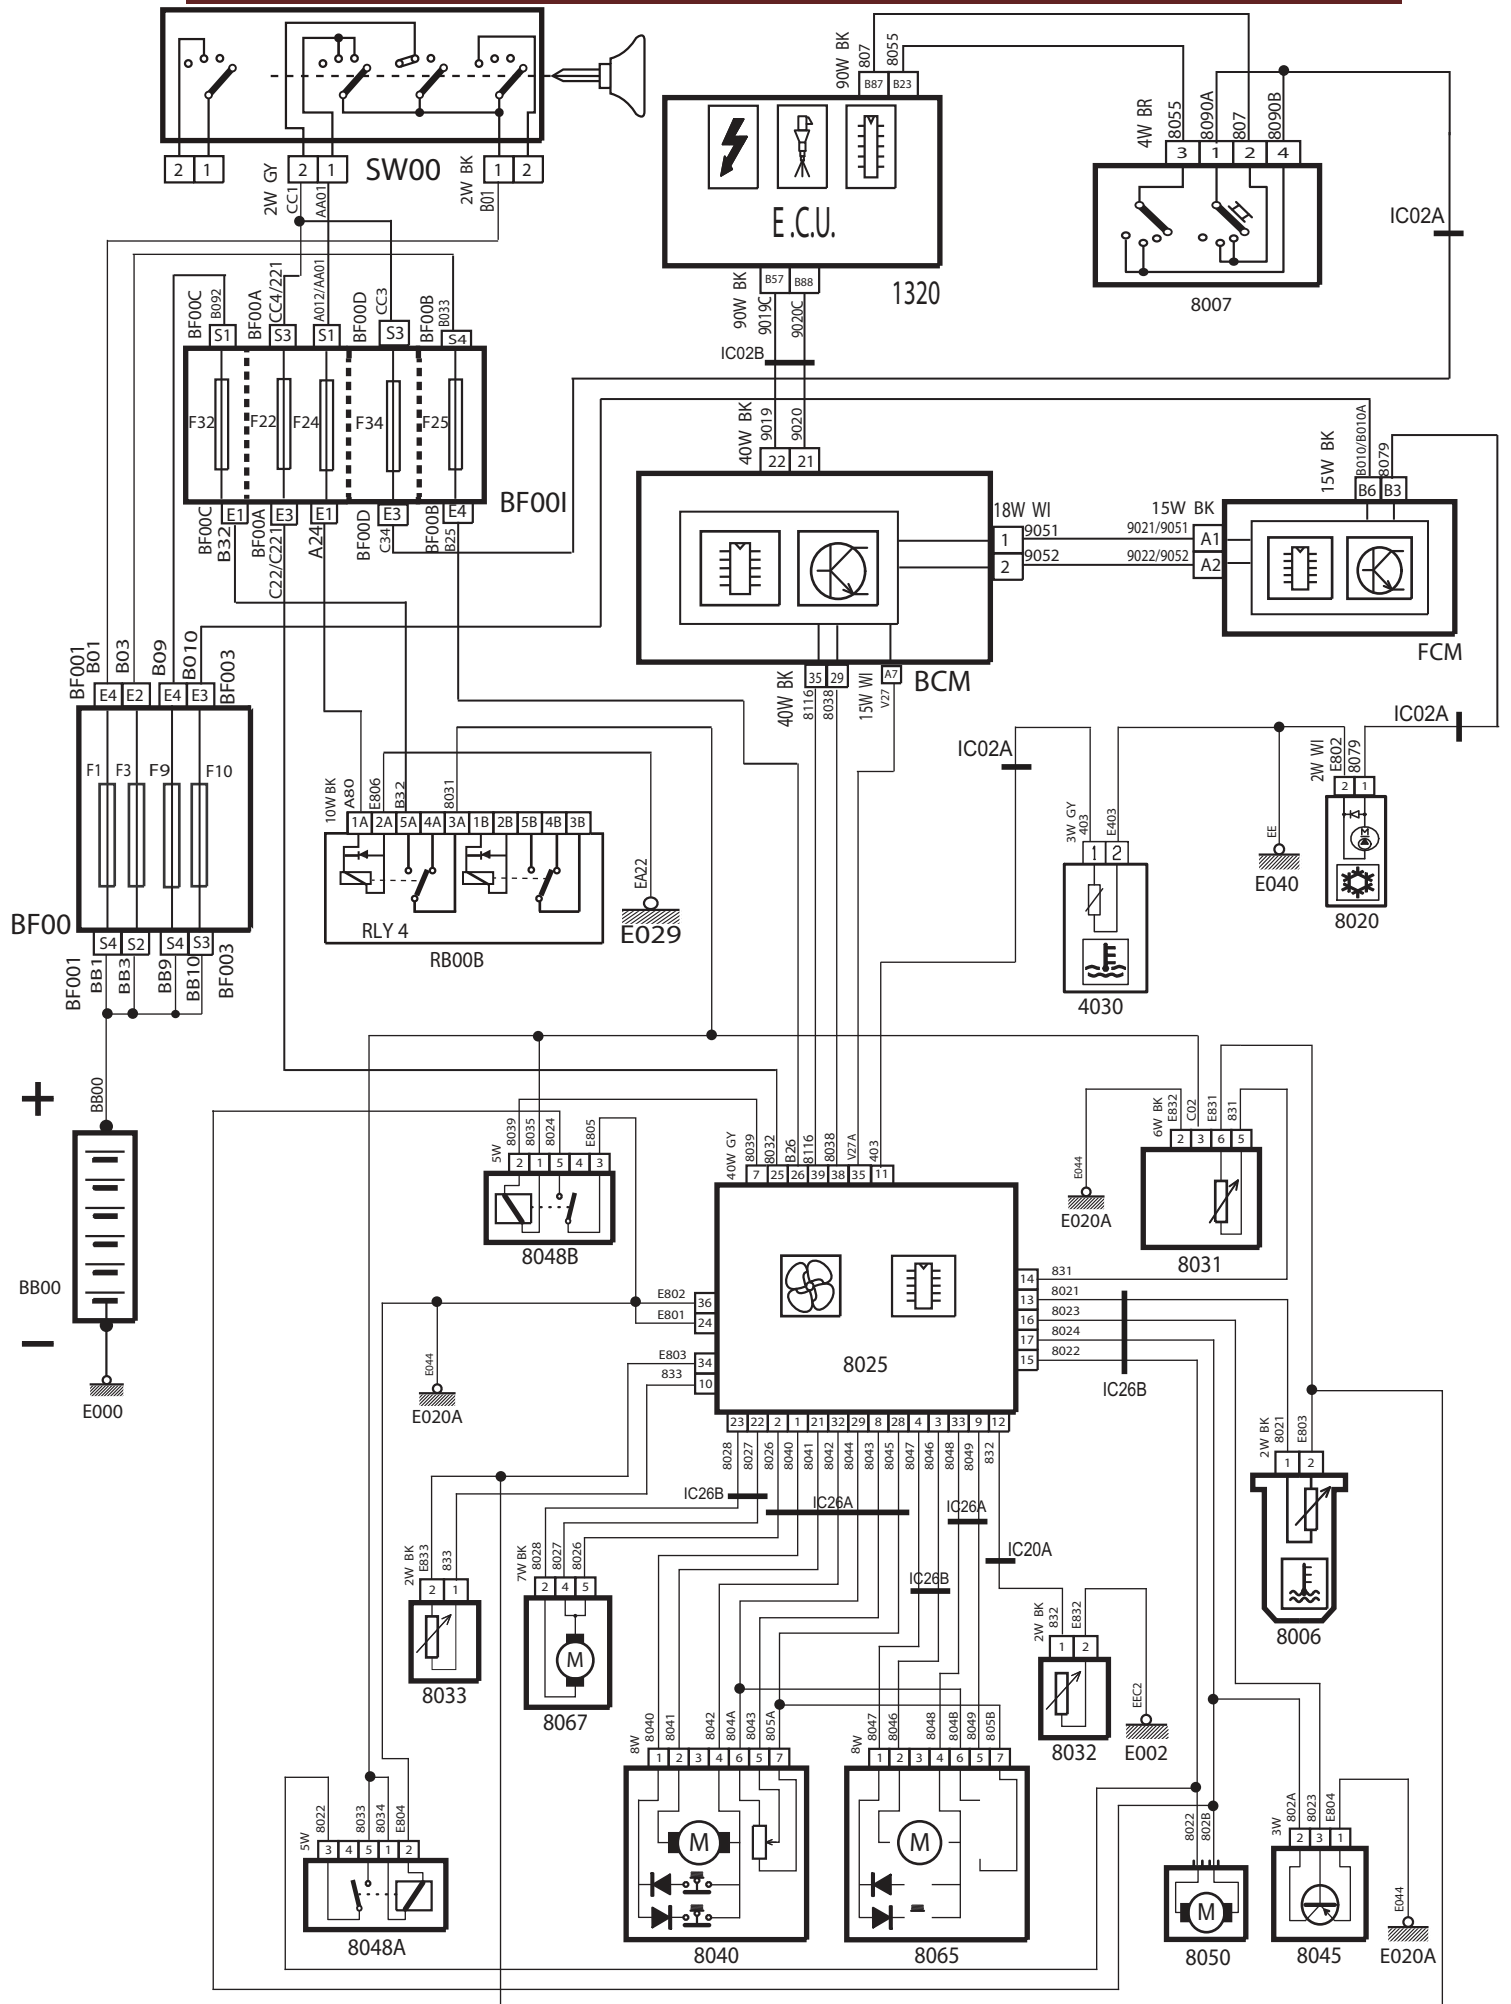 90W BK
807
8055
B87 B23
4W BR
8055
8090A
807
8090B
3 1 2 4
2 1
2W GY
2 1
SW00
2W BK
1 2
CC1
AA01
B01
E.C.U.
1320
8007
IC02A
B57 B88
90W BK
9019C
9020C
IC02B
BF00C
B092
BF00A
CC4/221
A012/AA01
BF00D
CC3
BF00B
B033
S1 S3 S1 S3 S4
F32 F22 F24 F34 F25
BF00I
E1 E3 E1 E3 E4
BF00C
B32
BF00A
C22/C221
A24
BF00D
C34
BF00B
B25
40W BK
9019
9020
22 21
15W BK
B010/B010A
8079
B6 B3
18W WI
1 9051
2 9052
15W BK
9021/9051 A1
9022/9052 A2
BCM
FCM
35 29 A7
40W BK
8116
8038
15W WI
V27
BF001
B01
B03
B09
B010
BF003
E4 E2 E4 E3
F1 F3 F9 F10
BF00
S4 S2 S4 S3
BF001
BB1
BB3
BB9
BB10
BF003
10W BK
A80
E806
B32
8031
1A 2A 5A 4A 3A 1B 2B 5B 4B 3B
RLY 4
RB00B
EA22
E029
IC02A
3W GY
403
E403
1 2
4030
EE
E040
IC02A
2W WI
E802
8079
2 1
8020
+
BB00
BB00
−
E000
5W
8039
8035
8024
E805
2 1 5 4 3
8048B
40W GY
8039
8032
B26
8116
8038
V27A
403
7 25 26 39 38 35 11
6W BK
E832
C02
E831
831
2 3 6 5
8031
E044
E020A
E802 36
E801 24
E803 34
833 10
E044
E020A
8025
14 831
13 8021
16 8023
17 8024
15 8022
IC26B
23 22 2 1 21 32 29 8 28 4 3 33 9 12
8028
8027
8026
8040
8041
8042
8044
8043
8045
8047
8046
8048
8049
832
IC26B
IC26A
IC26A
IC20A
IC26B
2W BK
8021
E803
1 2
8006
2W BK
E833
833
2 1
8033
7W BK
8028
8027
8026
2 4 5
M
8067
2W BK
832
E832
1 2
8032
EEC2
E002
8W
8040
8041
8042
804A
8043
805A
1 2 3 4 6 5 7
M
8040
8W
8047
8046
8048
804B
8049
805B
1 2 3 4 6 5 7
M
8065
5W
8022
8033
8034
E804
3 4 5 1 2
8048A
8022
802B
M
8050
3W
802A
8023
E804
2 3 1
8045
E044
E020A